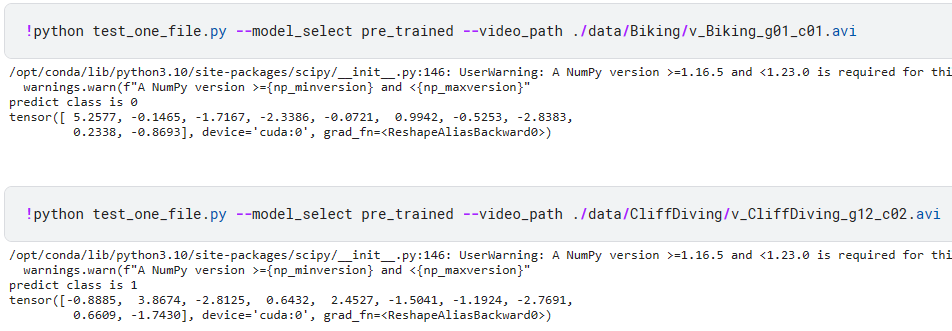 !python test_one_file.py --model_select pre_trained --video_path ./data/Biking/v_Biking_g01_c01.avi
/opt/conda/lib/python3.10/site-packages/scipy/__init__.py:146: UserWarning: A NumPy version >=1.16.5 and <1.23.0 is required for thi
  warnings.warn(f"A NumPy version >={np_minversion} and <{np_maxversion}"
predict class is 0
tensor([ 5.2577, -0.1465, -1.7167, -2.3386, -0.0721,  0.9942, -0.5253, -2.8383,
         0.2338, -0.8693], device='cuda:0', grad_fn=<ReshapeAliasBackward0>)
!python test_one_file.py --model_select pre_trained --video_path ./data/CliffDiving/v_CliffDiving_g12_c02.avi
/opt/conda/lib/python3.10/site-packages/scipy/__init__.py:146: UserWarning: A NumPy version >=1.16.5 and <1.23.0 is required for thi
  warnings.warn(f"A NumPy version >={np_minversion} and <{np_maxversion}"
predict class is 1
tensor([-0.8885,  3.8674, -2.8125,  0.6432,  2.4527, -1.5041, -1.1924, -2.7691,
         0.6609, -1.7430], device='cuda:0', grad_fn=<ReshapeAliasBackward0>)